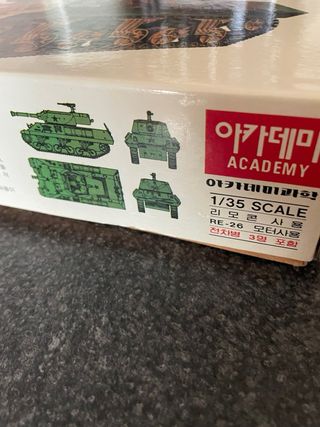 아카데미
ACADEMY
아카데미과학
1/35 SCALE
리모콘 사용
RE-26 모터사용
전차병 3명 포함